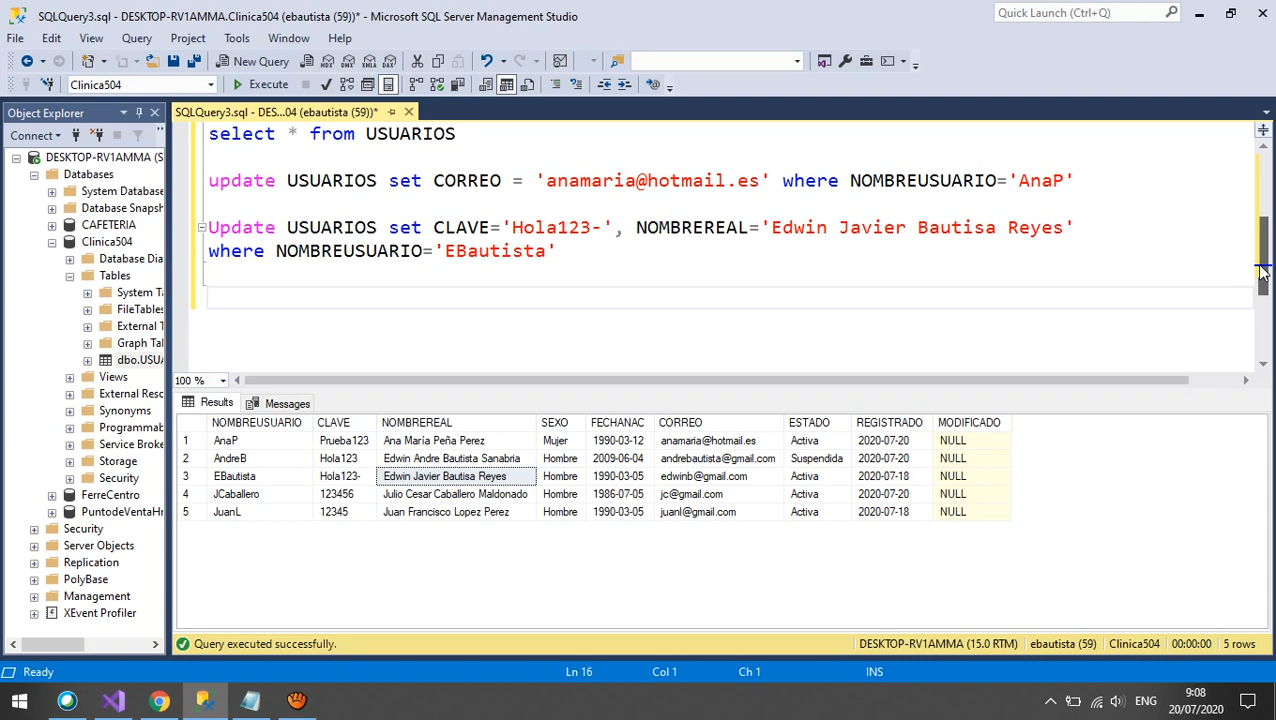 SQLQuery3.sql - DESKTOP-RV1AMMA.Clinica504 (ebautista (59))* - Microsoft SQL Server Management Studio
Quick Launch (Ctrl+Q)
File Edit View Query Project Tools Window Help
New Query
MDX DMX XMLA DAX
Clinica504
Execute
Object Explorer
SQLQuery3.sql - DES...04 (ebautista (59))*
Connect
DESKTOP-RV1AMMA (S
Databases
System Database
Database Snaps
CAFETERIA
Clinica504
Database Dia
Tables
System Ta
FileTables
External T
Graph Tal
dbo.USUA
Views
External Resc
Synonyms
Programmab
Service Broke
Storage
Security
FerreCentro
PuntodeVentaH
Security
Server Objects
Replication
PolyBase
Management
XEvent Profiler
select * from USUARIOS
update USUARIOS set CORREO = 'anamaria@hotmail.es' where NOMBREUSUARIO='AnaP'
Update USUARIOS set CLAVE='Hola123-', NOMBREREAL='Edwin Javier Bautisa Reyes'
where NOMBREUSUARIO='EBautista'
100 %
Results Messages
NOMBREUSUARIO CLAVE NOMBREREAL SEXO FECHANAC CORREO ESTADO REGISTRADO MODIFICADO
1 AnaP Prueba123 Ana María Peña Perez Mujer 1990-03-12 anamaria@hotmail.es Activa 2020-07-20 NULL
2 AndreB Hola123 Edwin Andre Bautista Sanabria Hombre 2009-06-04 andrebautista@gmail.com Suspendida 2020-07-20 NULL
3 EBautista Hola123- Edwin Javier Bautisa Reyes Hombre 1990-03-05 edwinb@gmail.com Activa 2020-07-18 NULL
4 JCaballero 123456 Julio Cesar Caballero Maldonado Hombre 1986-07-05 jc@gmail.com Activa 2020-07-20 NULL
5 JuanL 12345 Juan Francisco Lopez Perez Hombre 1990-03-05 juanl@gmail.com Activa 2020-07-18 NULL
Query executed successfully.
DESKTOP-RV1AMMA (15.0 RTM) ebautista (59) Clinica504 00:00:00 5 rows
Ready Ln 16 Col 1 Ch 1 INS
ENG
9:08
20/07/2020